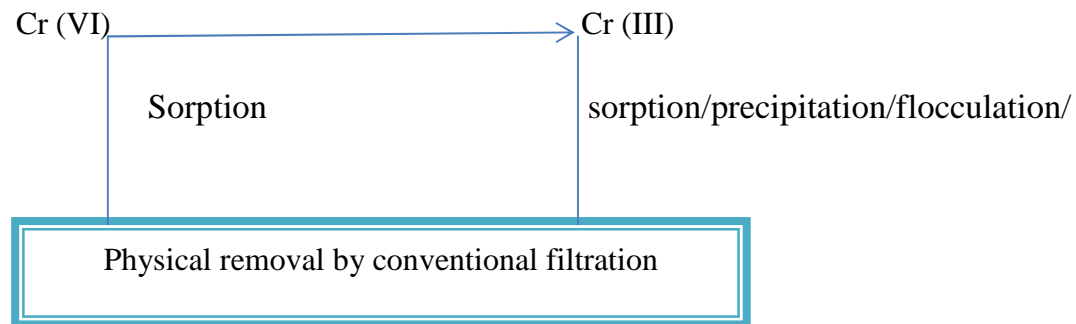 Cr (VI) Cr (III)
Sorption sorption/precipitation/flocculation/
Physical removal by conventional filtration